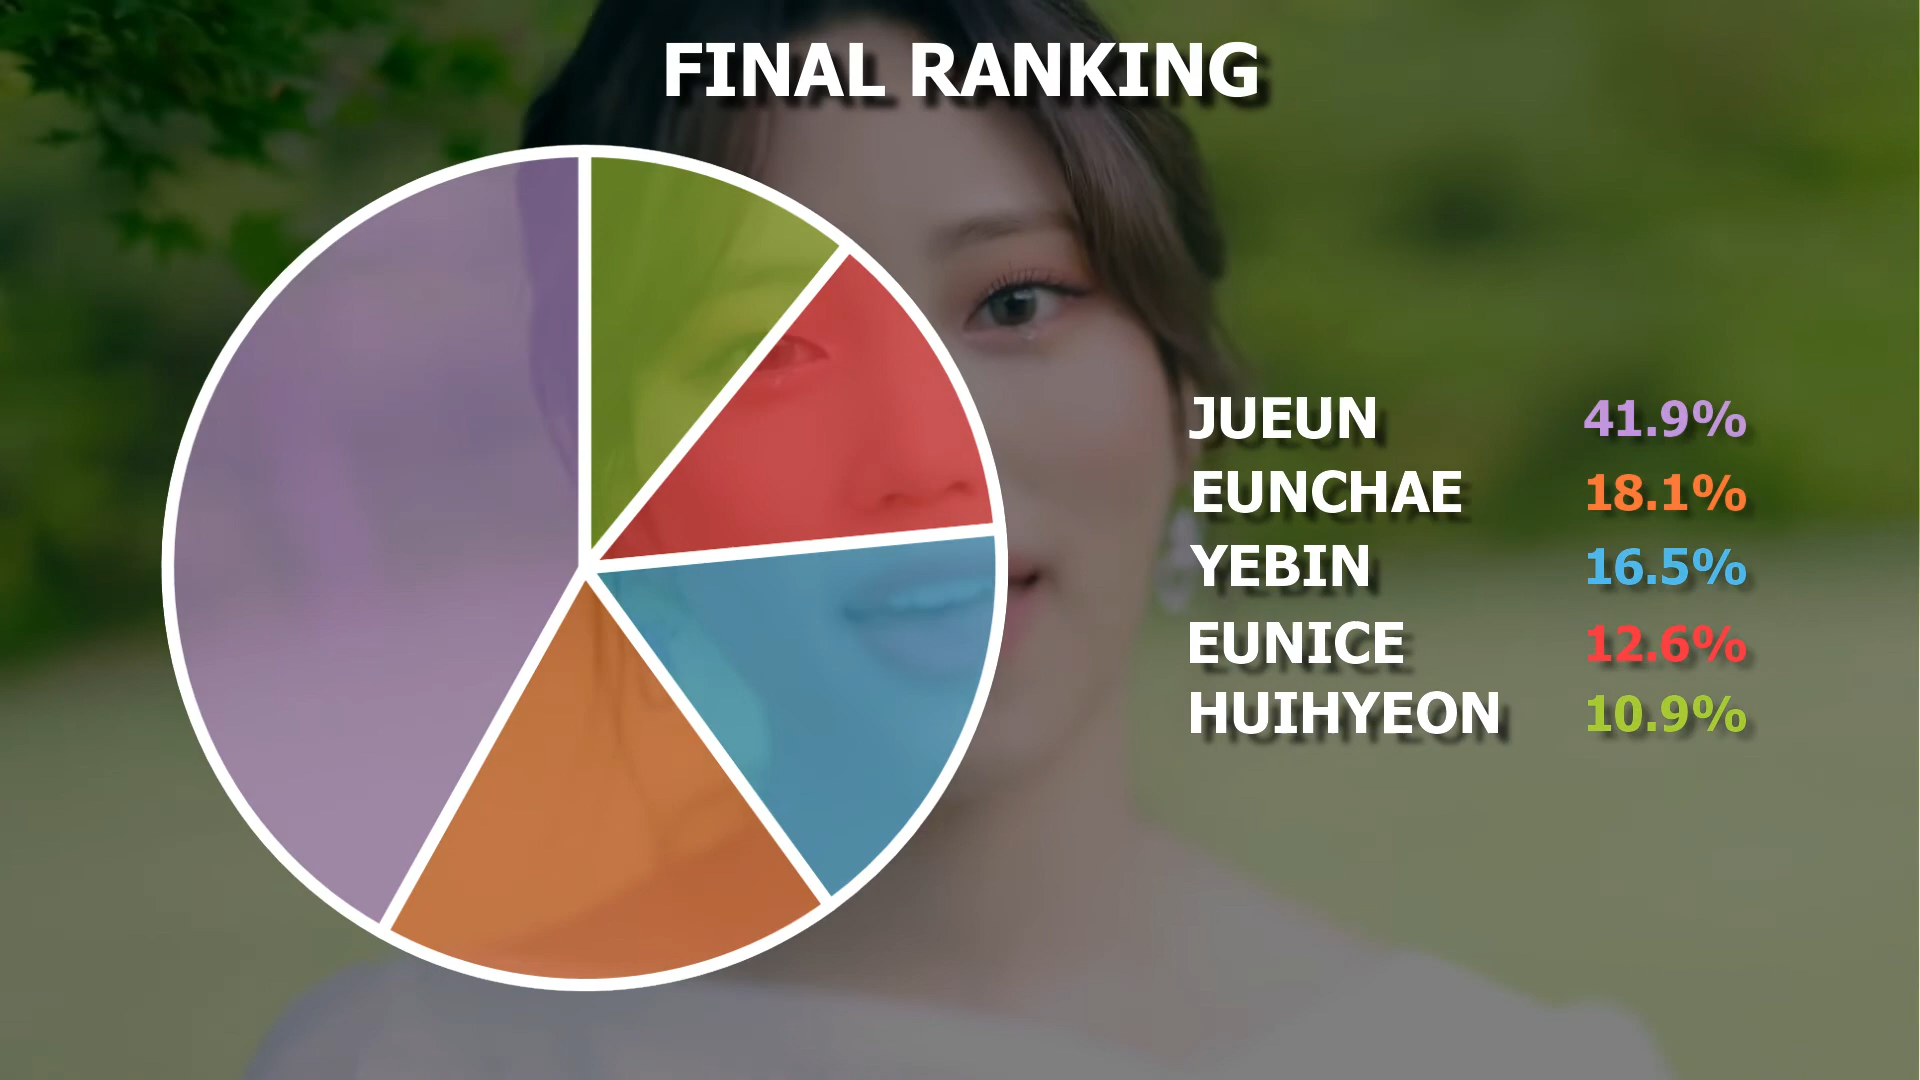 FINAL RANKING
JUEUN 41.9%
EUNCHAE 18.1%
YEBIN 16.5%
EUNICE 12.6%
HUIHYEON 10.9%